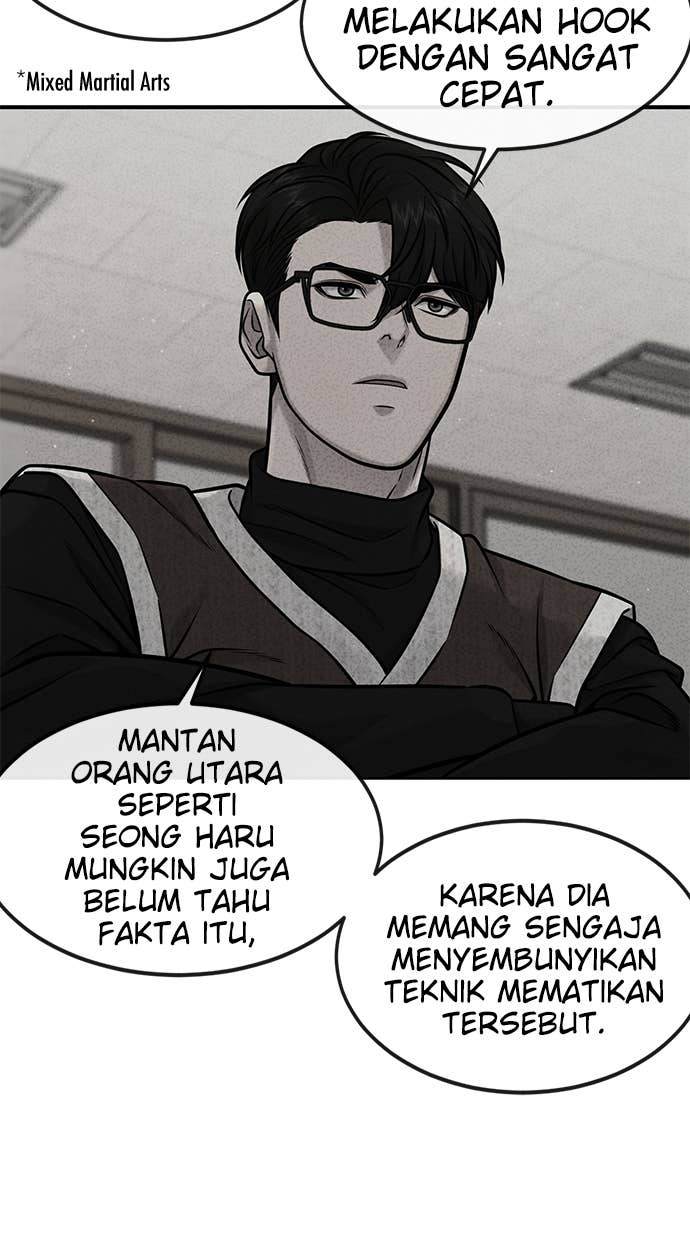 MELAKUKAN HOOK
DENGAN SANGAT
CEPAT.
*Mixed Martial Arts
MANTAN
ORANG UTARA
SEPERTI
SEONG HARU
MUNGKIN JUGA
BELUM TAHU
FAKTA ITU,
KARENA DIA
MEMANG SENGAJA
MENYEMBUNYIKAN
TEKNIK MEMATIKAN
TERSEBUT.